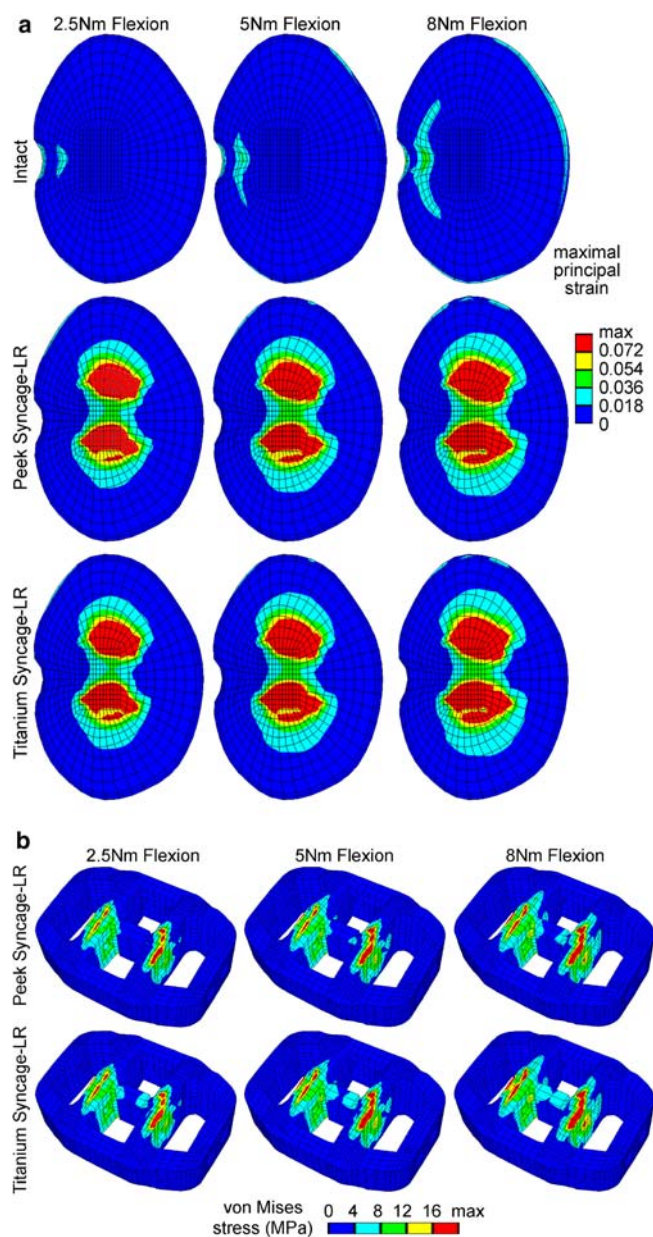 a
2.5Nm Flexion 5Nm Flexion 8Nm Flexion
Intact
maximal
principal
strain
max
0.072
0.054
0.036
0.018
0
Peek Syncage-LR
Titanium Syncage-LR
b
2.5Nm Flexion 5Nm Flexion 8Nm Flexion
Peek Syncage-LR
Titanium Syncage-LR
von Mises 0 4 8 12 16 max
stress (MPa)